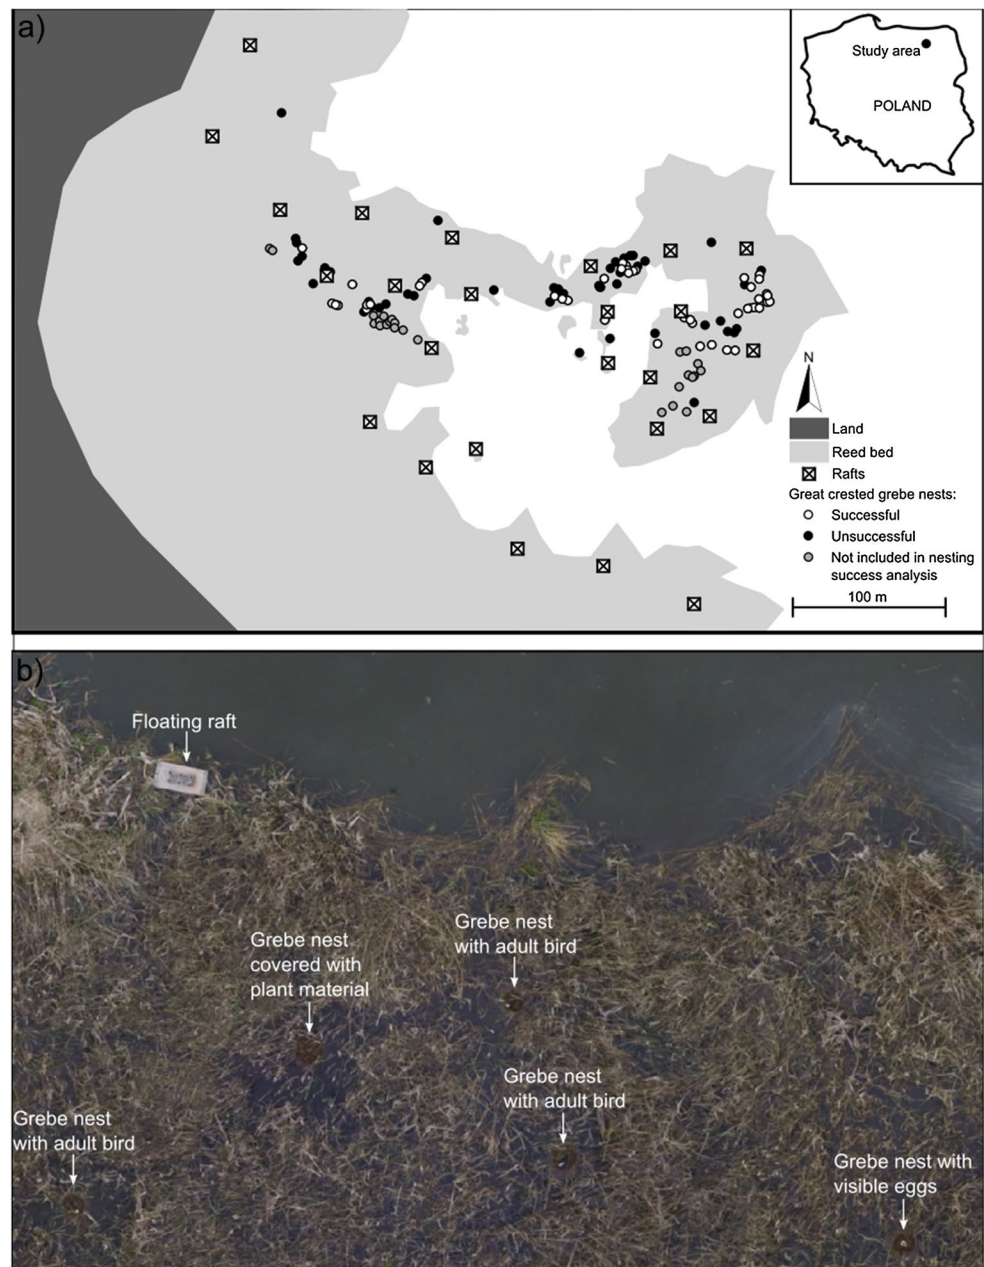 a)
Study area
POLAND
N
Land
Reed bed
Rafts
Great crested grebe nests:
Successful
Unsuccessful
Not included in nesting
success analysis
100 m
b)
Floating raft
Grebe nest
with adult bird
Grebe nest
covered with
plant material
Grebe nest
with adult bird
Grebe nest
with adult bird
Grebe nest with
visible eggs